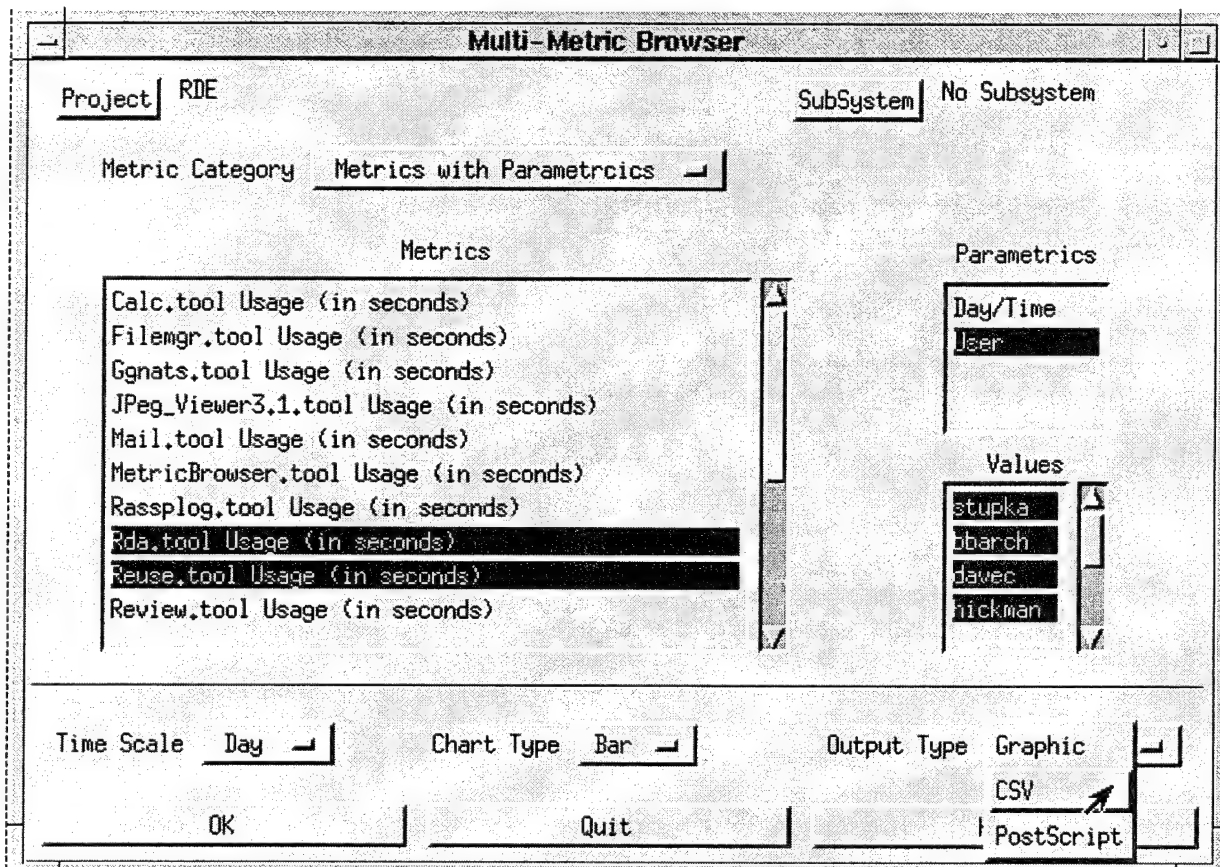 Multi-Metric Browser
Project RDE SubSystem No Subsystem
Metric Category Metrics with Parametrcics
Metrics
Calc.tool Usage (in seconds)
Filemgr.tool Usage (in seconds)
Ggnats.tool Usage (in seconds)
JPeg_Viewer3.1.tool Usage (in seconds)
Mail.tool Usage (in seconds)
MetricBrowser.tool Usage (in seconds)
Rassplog.tool Usage (in seconds)
Rda.tool Usage (in seconds)
Reuse.tool Usage (in seconds)
Review.tool Usage (in seconds)
Parametrics
Day/Time
User
Values
stupka
bbarch
davec
hickman
Time Scale Day Chart Type Bar Output Type Graphic
CSV
PostScript
OK Quit